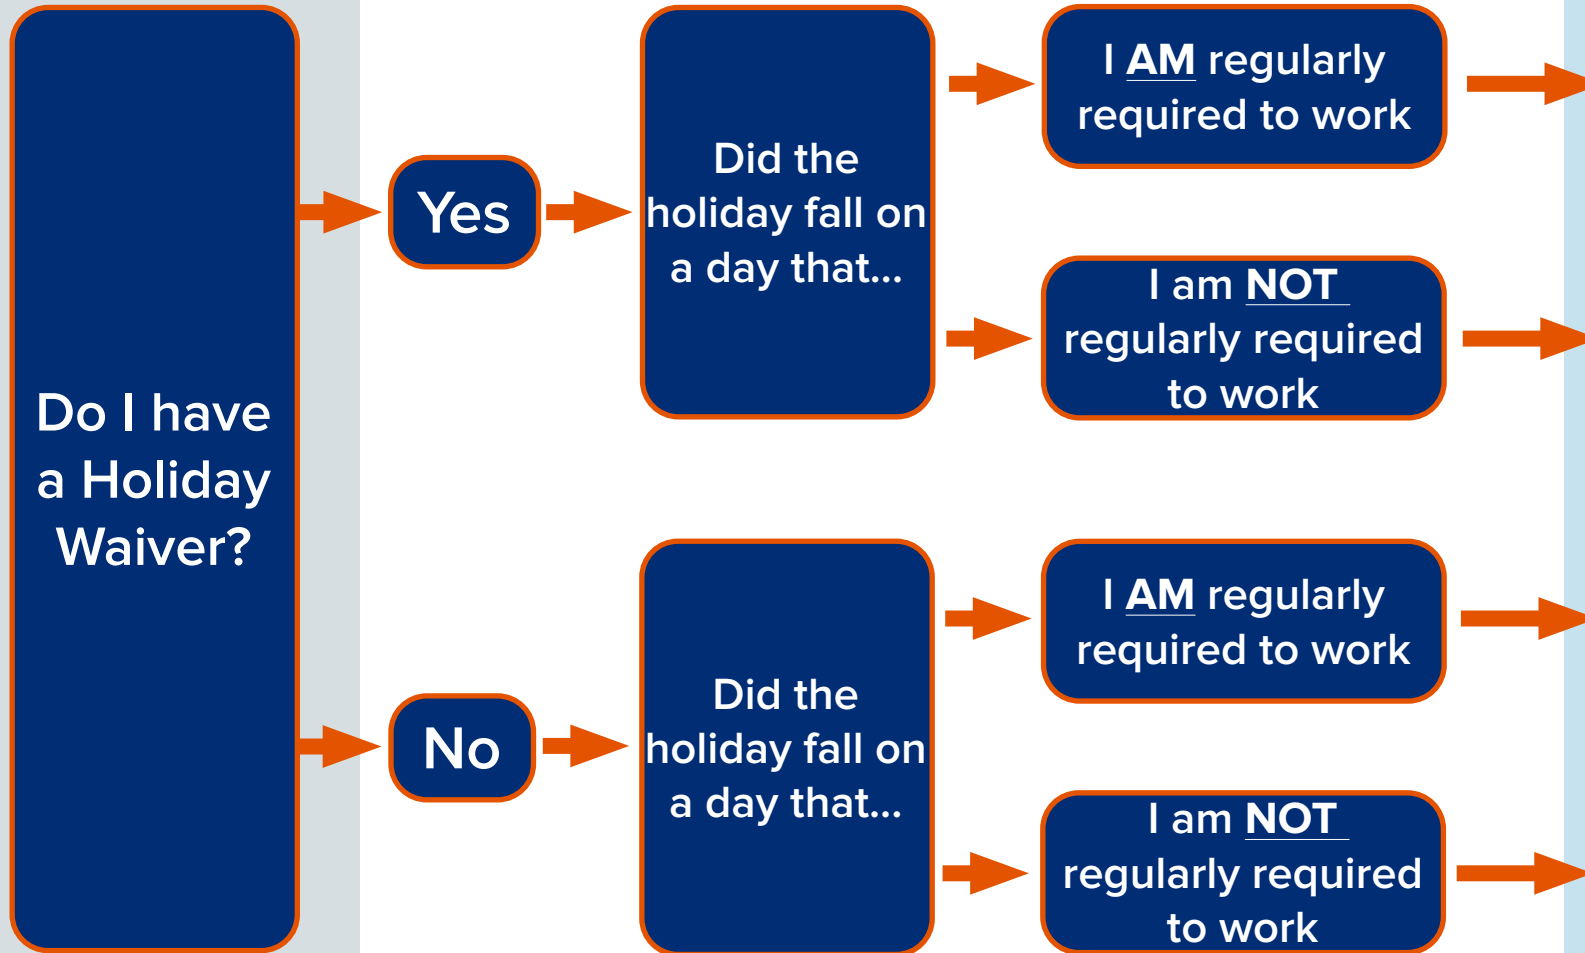 Do I have
a Holiday
Waiver?
Yes
Did the
holiday fall on
a day that...
I AM regularly
required to work
I am NOT
regularly required
to work
No
Did the
holiday fall on
a day that...
I AM regularly
required to work
I am NOT
regularly required
to work